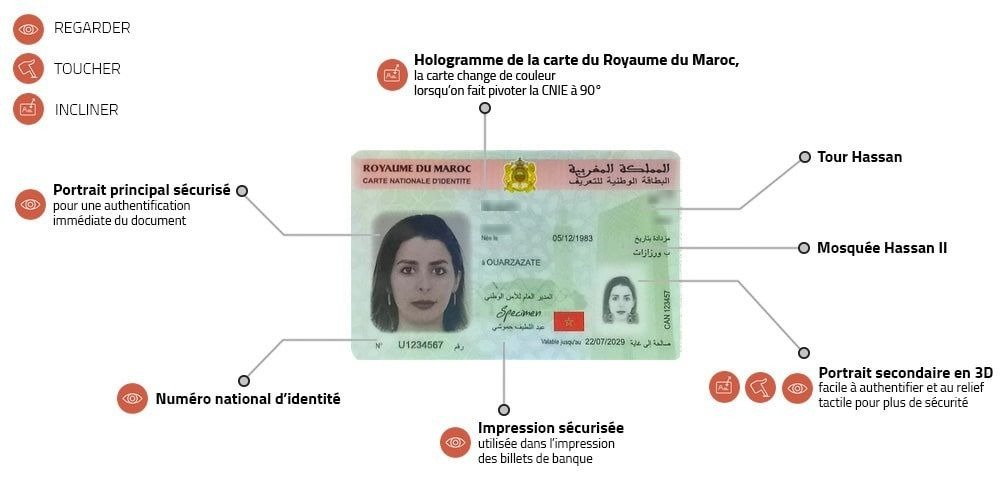 REGARDER
TOUCHER
INCLINER
Hologramme de la carte du Royaume du Maroc,
la carte change de couleur
lorsqu'on fait pivoter la CNIE à 90°
Tour Hassan
Portrait principal sécurisé
pour une authentification
immédiate du document
Mosquée Hassan II
ROYAUME DU MAROC
CARTE NATIONALE D'IDENTITE
المملكة المغربية
البطاقة الوطنية للتعريف
Née le
05/12/1983
مزدادة بتاريخ
à OUARZAZATE
ب ورزازات
المدير العام للأمن الوطني
Specimen
عبد اللطيف حموشي
CAN 123457
N° U1234567 رقم
Valable jusqu'au 22/07/2029 صالحة إلى غاية
Portrait secondaire en 3D
facile à authentifier et au relief
tactile pour plus de sécurité
Numéro national d'identité
Impression sécurisée
utilisée dans l'impression
des billets de banque